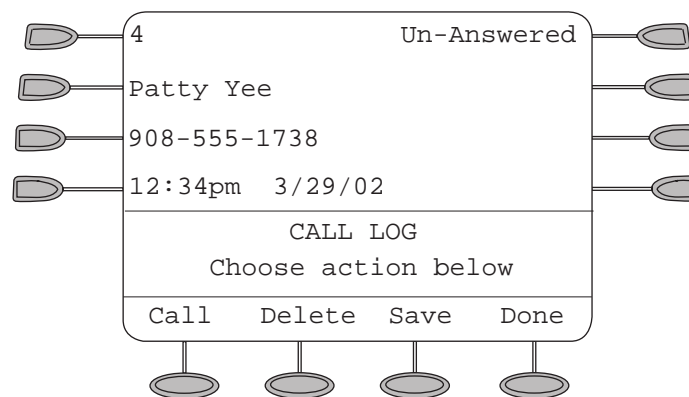 4 Un-Answered
Patty Yee
908-555-1738
12:34pm 3/29/02
CALL LOG
Choose action below
Call Delete Save Done